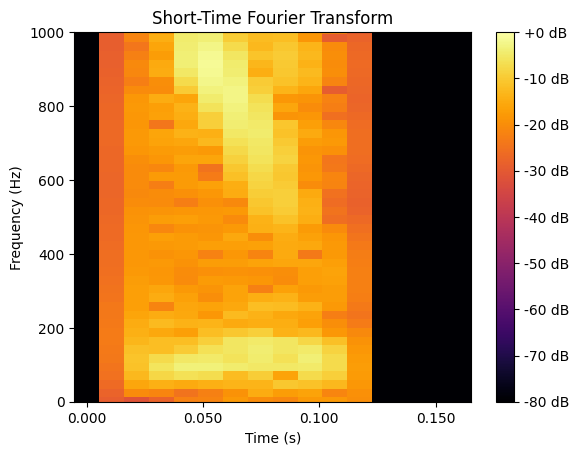 Short-Time Fourier Transform
Frequency (Hz)
1000
800
600
400
200
0
0.000
0.050
0.100
0.150
Time (s)
+0 dB
-10 dB
-20 dB
-30 dB
-40 dB
-50 dB
-60 dB
-70 dB
-80 dB